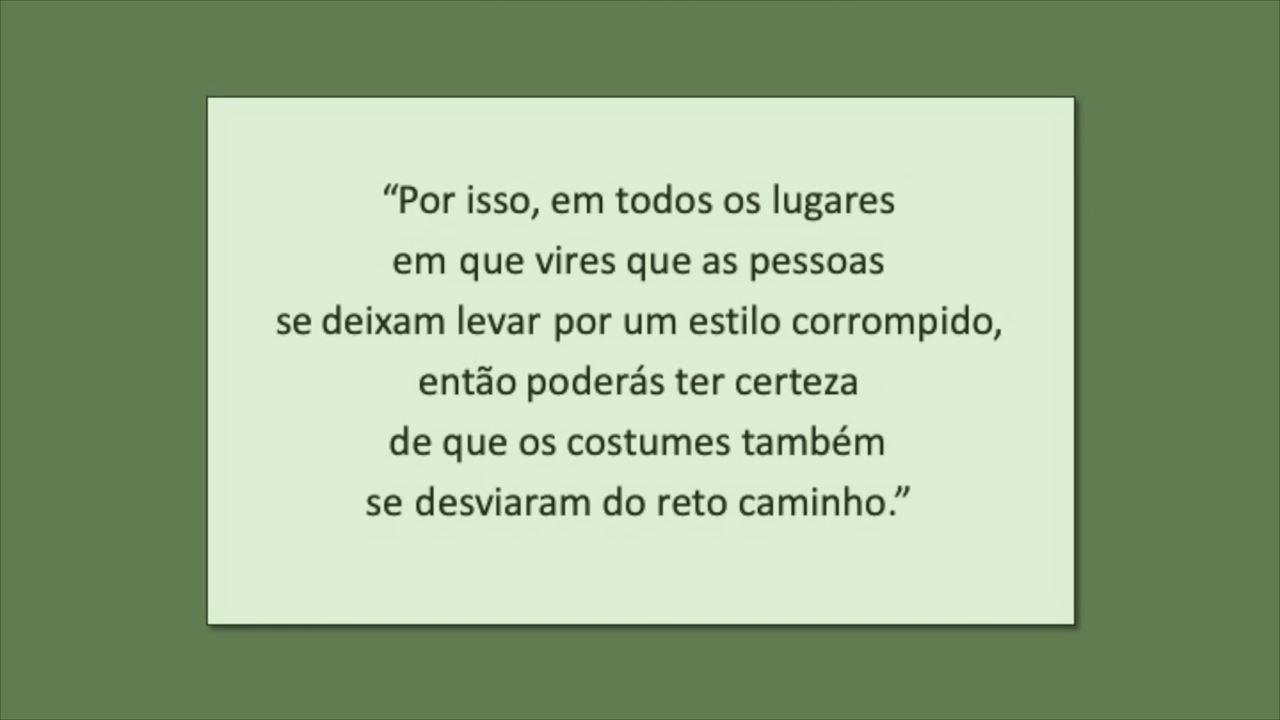 “Por isso, em todos os lugares
em que vires que as pessoas
se deixam levar por um estilo corrompido,
então poderás ter certeza
de que os costumes também
se desviaram do reto caminho.”